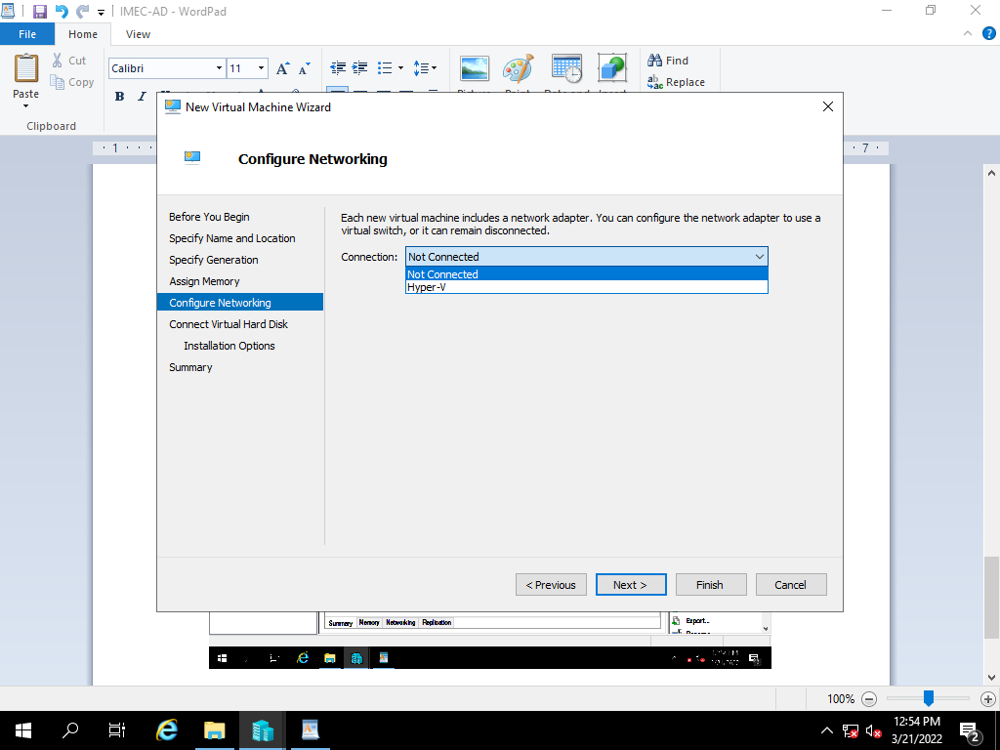 IMEC-AD - WordPad
File
Home
View
Paste
Cut
Copy
Clipboard
Calibri
11
A
A
B
I
Find
Replace
1
7
New Virtual Machine Wizard
Configure Networking
Before You Begin
Specify Name and Location
Specify Generation
Assign Memory
Configure Networking
Connect Virtual Hard Disk
Installation Options
Summary
Each new virtual machine includes a network adapter. You can configure the network adapter to use a
virtual switch, or it can remain disconnected.
Connection:
Not Connected
Not Connected
Hyper-V
< Previous
Next >
Finish
Cancel
Summary
Memory
Networking
Replication
Export...
100%
12:54 PM
3/21/2022
2